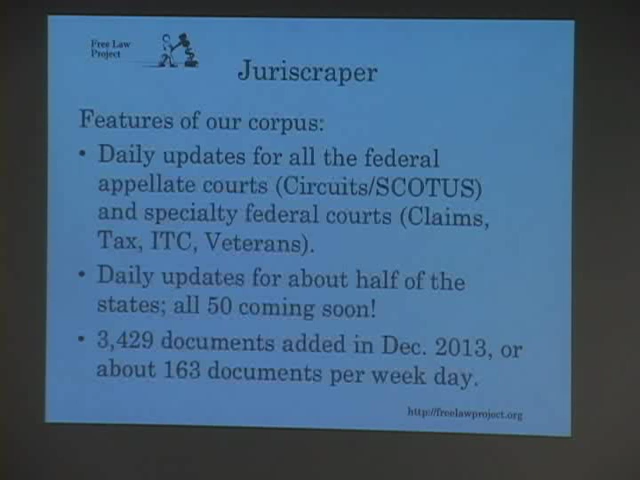 Free Law
Project
Juriscraper
Features of our corpus:
• Daily updates for all the federal
appellate courts (Circuits/SCOTUS)
and specialty federal courts (Claims,
Tax, ITC, Veterans).
• Daily updates for about half of the
states; all 50 coming soon!
• 3,429 documents added in Dec. 2013, or
about 163 documents per week day.
http://freelawproject.org